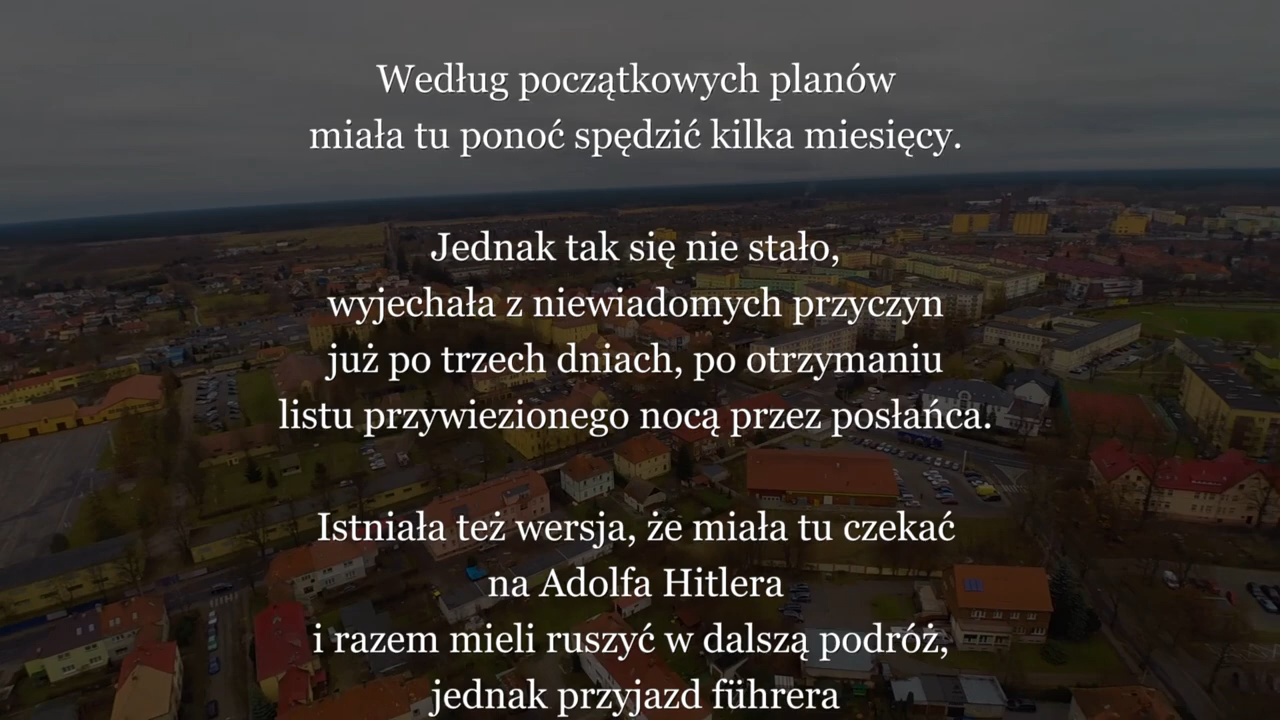 Według początkowych planów
miała tu ponoć spędzić kilka miesięcy.
Jednak tak się nie stało,
wyjechała z niewiadomych przyczyn
już po trzech dniach, po otrzymaniu
listu przywiezionego nocą przez posłańca.
Istniała też wersja, że miała tu czekać
na Adolfa Hitlera
i razem mieli ruszyć w dalszą podróż,
jednak przyjazd führera